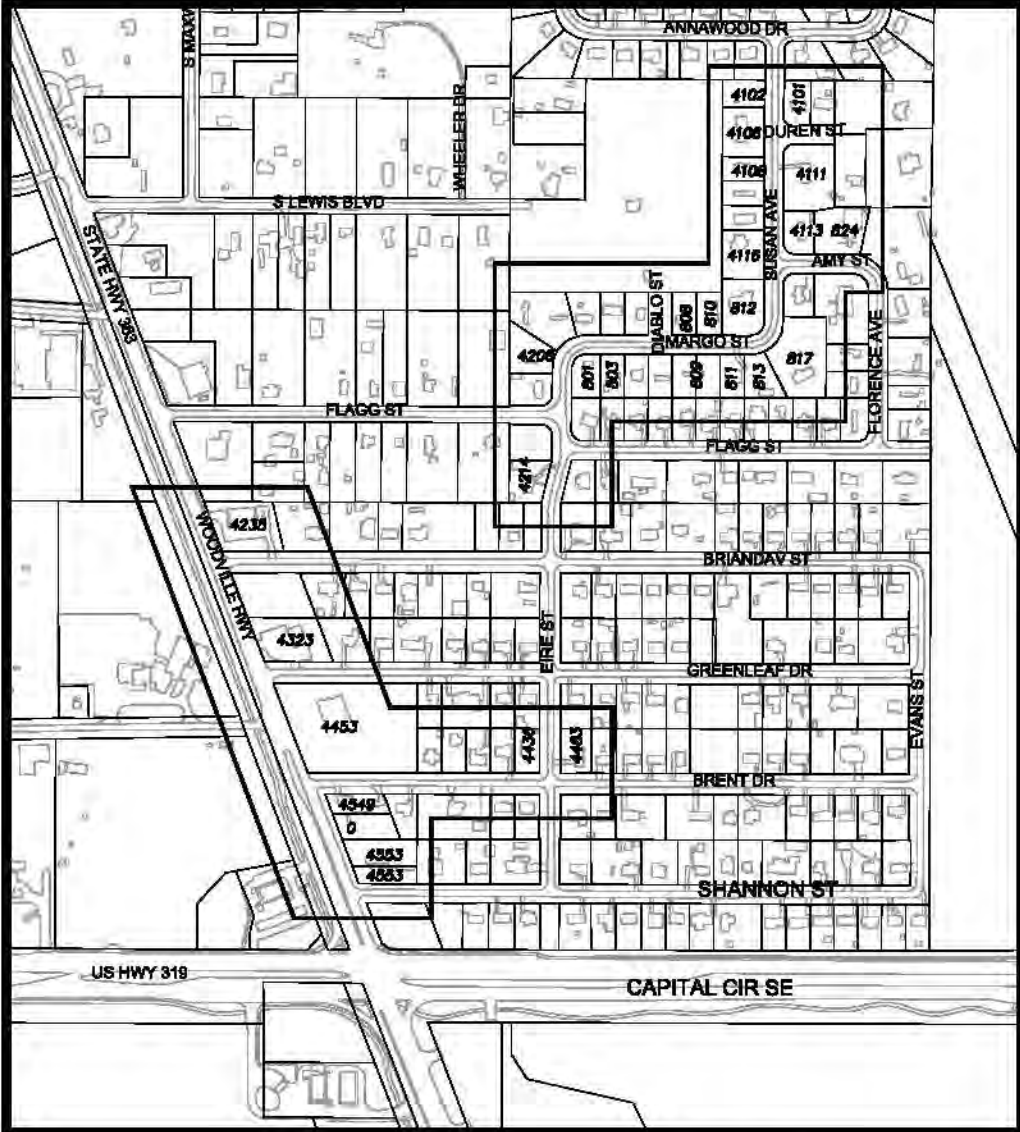 ANNAWOOD DR
S MAXW
4102
4101
WHEELER DR
4106
DUREN ST
4109
4111
S LEWIS BLVD
SUSAN AVE
4113
824
STATE HWY 363
4115
AMY ST
DIABLO ST
808
810
812
MARGO ST
FLORENCE AVE
4206
801
803
809
811
813
817
FLAGG ST
FLAGG ST
4214
WOODVILLE HWY
4235
BRIANDAV ST
4323
EIRE ST
GREENLEAF DR
EVANS ST
4453
4436
4463
BRENT DR
4549
0
4553
4553
SHANNON ST
US HWY 319
CAPITAL CIR SE